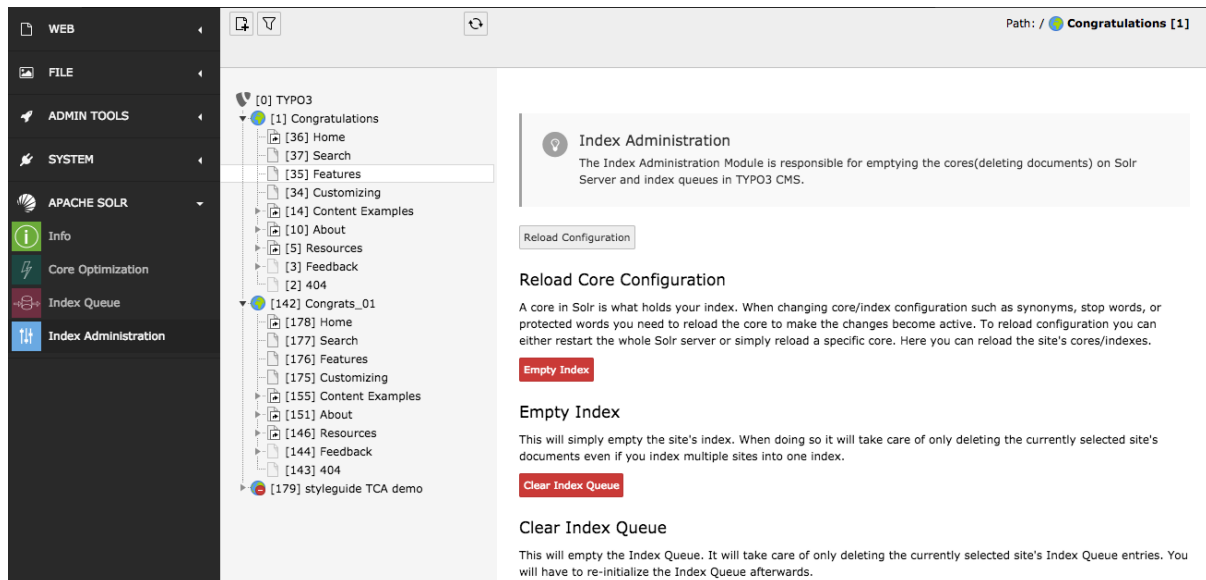 WEB
FILE
ADMIN TOOLS
SYSTEM
APACHE SOLR
Info
Core Optimization
Index Queue
Index Administration
[0] TYPO3
[1] Congratulations
[36] Home
[37] Search
[35] Features
[34] Customizing
[14] Content Examples
[10] About
[5] Resources
[3] Feedback
[2] 404
[142] Congrats_01
[178] Home
[177] Search
[176] Features
[175] Customizing
[155] Content Examples
[151] About
[146] Resources
[144] Feedback
[143] 404
[179] styleguide TCA demo
Path: / Congratulations [1]
Index Administration
The Index Administration Module is responsible for emptying the cores(deleting documents) on Solr
Server and index queues in TYPO3 CMS.
Reload Configuration
Reload Core Configuration
A core in Solr is what holds your index. When changing core/index configuration such as synonyms, stop words, or
protected words you need to reload the core to make the changes become active. To reload configuration you can
either restart the whole Solr server or simply reload a specific core. Here you can reload the site's cores/indexes.
Empty Index
Empty Index
This will simply empty the site's index. When doing so it will take care of only deleting the currently selected site's
documents even if you index multiple sites into one index.
Clear Index Queue
Clear Index Queue
This will empty the Index Queue. It will take care of only deleting the currently selected site's Index Queue entries. You
will have to re-initialize the Index Queue afterwards.